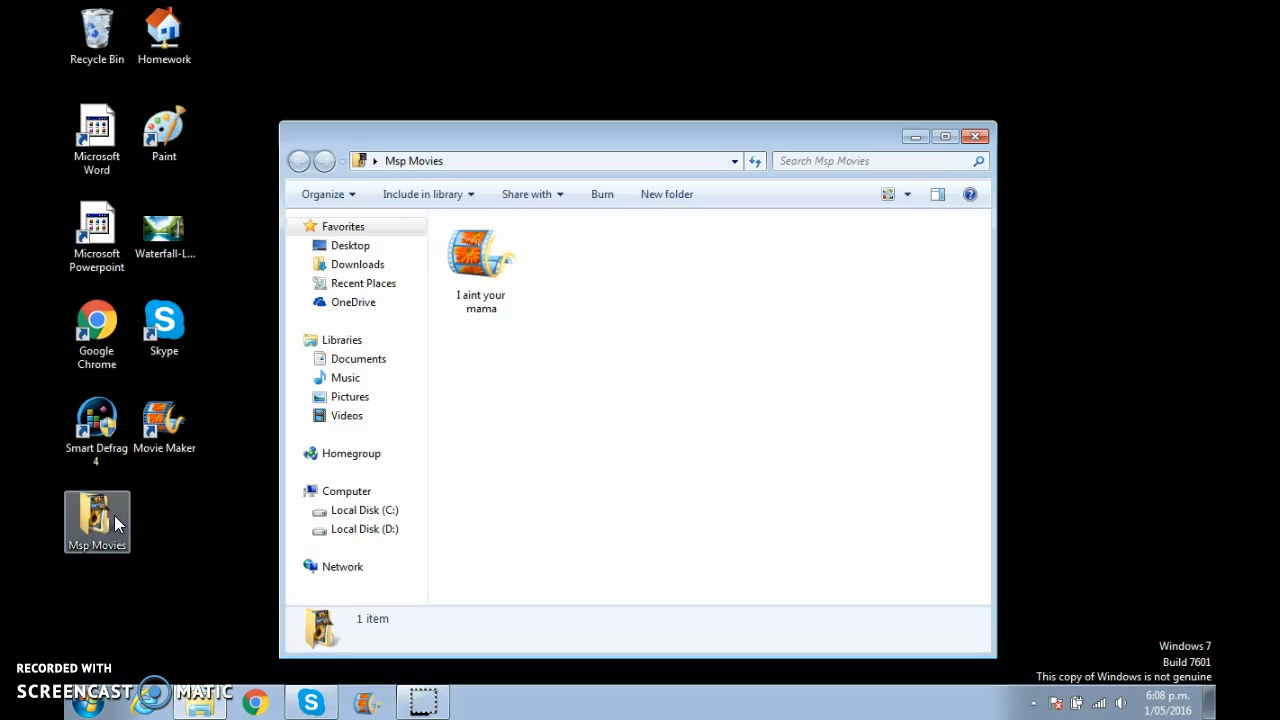 Recycle Bin
Homework
Microsoft
Word
Paint
Microsoft
Powerpoint
Waterfall-L...
Google
Chrome
Skype
Smart Defrag
4
Movie Maker
Msp Movies
Msp Movies
Search Msp Movies
Organize
Include in library
Share with
Burn
New folder
Favorites
Desktop
Downloads
Recent Places
OneDrive
Libraries
Documents
Music
Pictures
Videos
Homegroup
Computer
Local Disk (C:)
Local Disk (D:)
Network
I aint your
mama
1 item
Windows 7
Build 7601
This copy of Windows is not genuine
RECORDED WITH
SCREENCAST MATIC
6:08 p.m.
1/05/2016